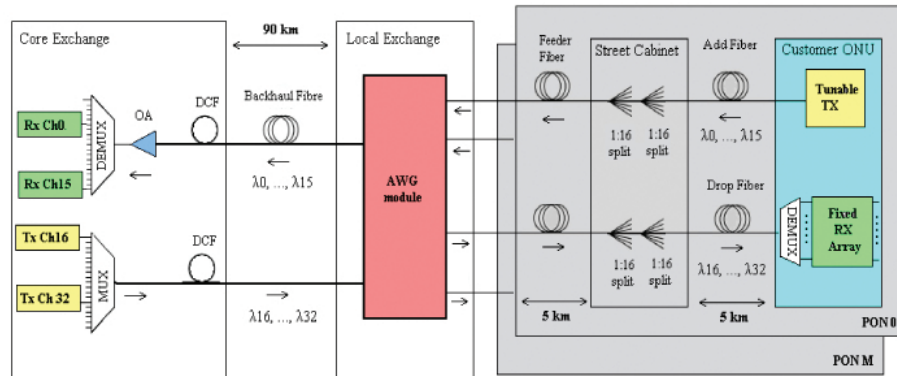 Core Exchange
90 km
Local Exchange
Feeder
Fiber
Street Cabinet
Add Fiber
Customer ONU
Rx Ch0
Rx Ch15
DEMUX
OA
DCF
Backhaul Fibre
λ0, ..., λ15
AWG
module
1:16
split
1:16
split
λ0, ..., λ15
Tunable
TX
Tx Ch16
Tx Ch 32
MUX
DCF
λ16, ..., λ32
Drop Fiber
1:16
split
1:16
split
λ16, ..., λ32
DEMUX
Fixed
RX
Array
5 km
5 km
PON 0
PON M